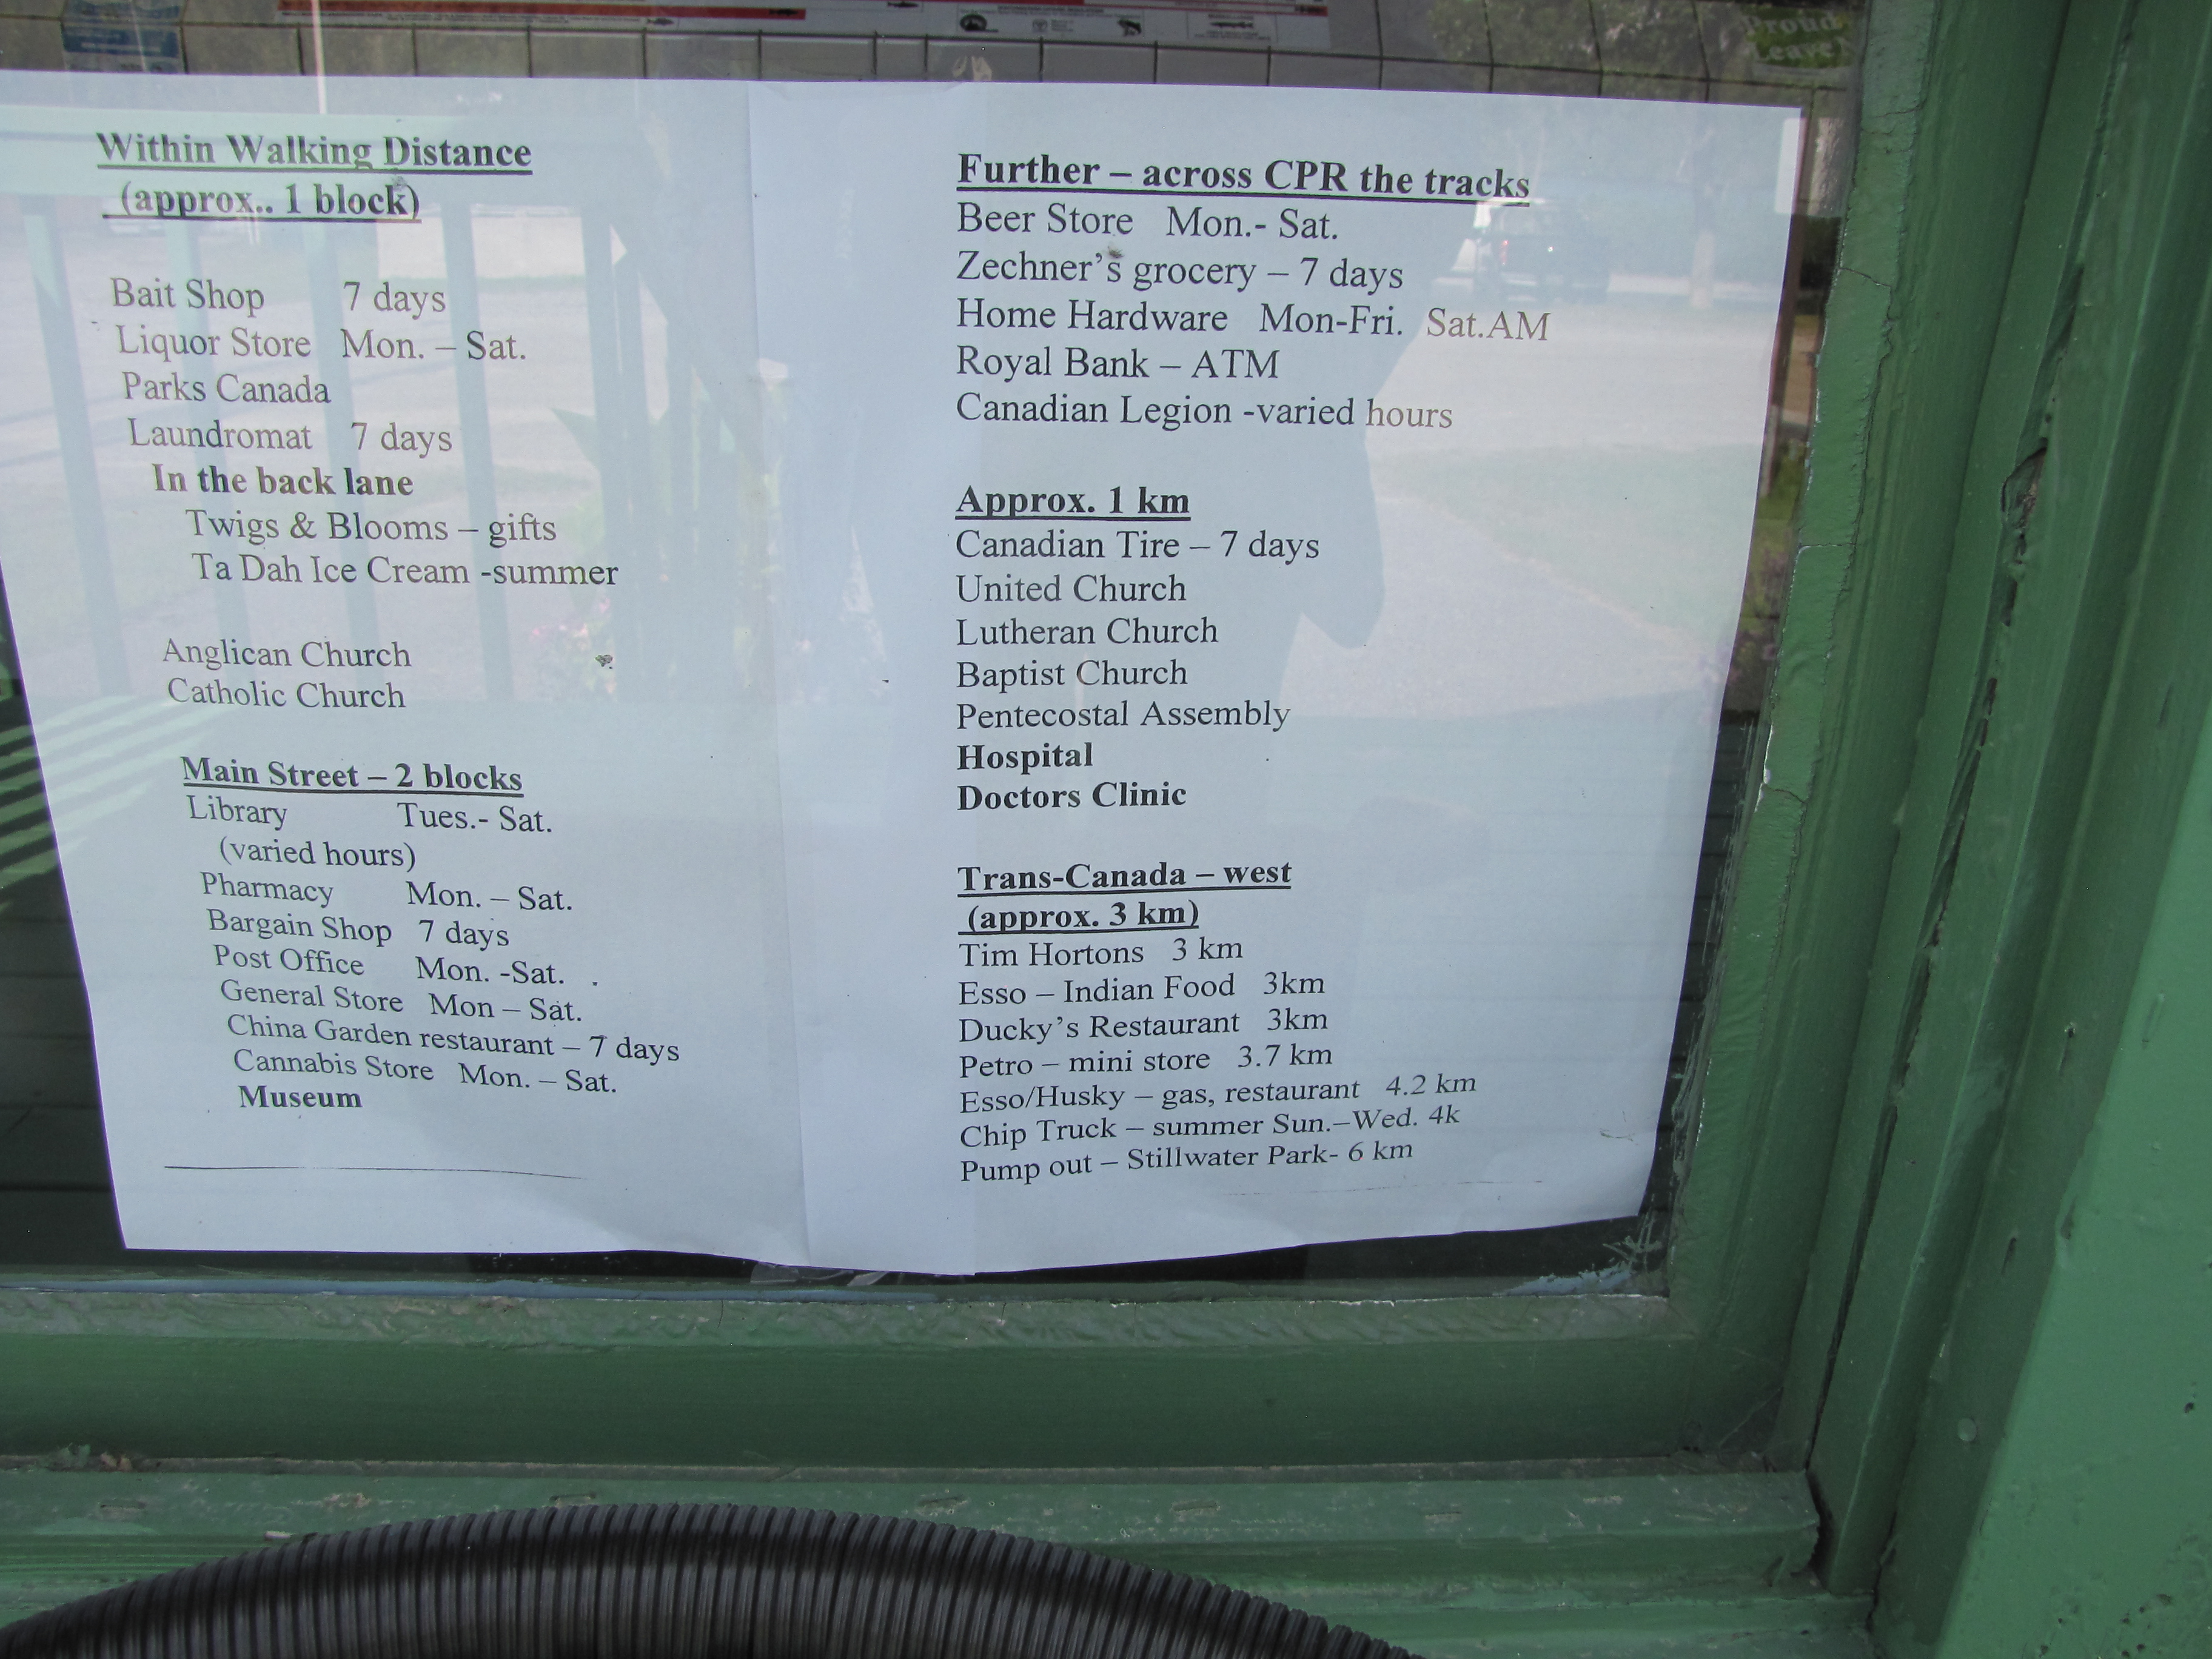 Proud
Leave
Within Walking Distance
(approx.. 1 block)
Bait Shop 7 days
Liquor Store Mon. – Sat.
Parks Canada
Laundromat 7 days
In the back lane
Twigs & Blooms – gifts
Ta Dah Ice Cream -summer
Anglican Church
Catholic Church
Main Street – 2 blocks
Library Tues.- Sat.
(varied hours)
Pharmacy Mon. – Sat.
Bargain Shop 7 days
Post Office Mon. -Sat. .
General Store Mon – Sat.
China Garden restaurant – 7 days
Cannabis Store Mon. – Sat.
Museum
Further – across CPR the tracks
Beer Store Mon.- Sat.
Zechner's grocery – 7 days
Home Hardware Mon-Fri. Sat.AM
Royal Bank – ATM
Canadian Legion -varied hours
Approx. 1 km
Canadian Tire – 7 days
United Church
Lutheran Church
Baptist Church
Pentecostal Assembly
Hospital
Doctors Clinic
Trans-Canada – west
(approx. 3 km)
Tim Hortons 3 km
Esso – Indian Food 3km
Ducky's Restaurant 3km
Petro – mini store 3.7 km
Esso/Husky – gas, restaurant 4.2 km
Chip Truck – summer Sun.–Wed. 4k
Pump out – Stillwater Park- 6 km